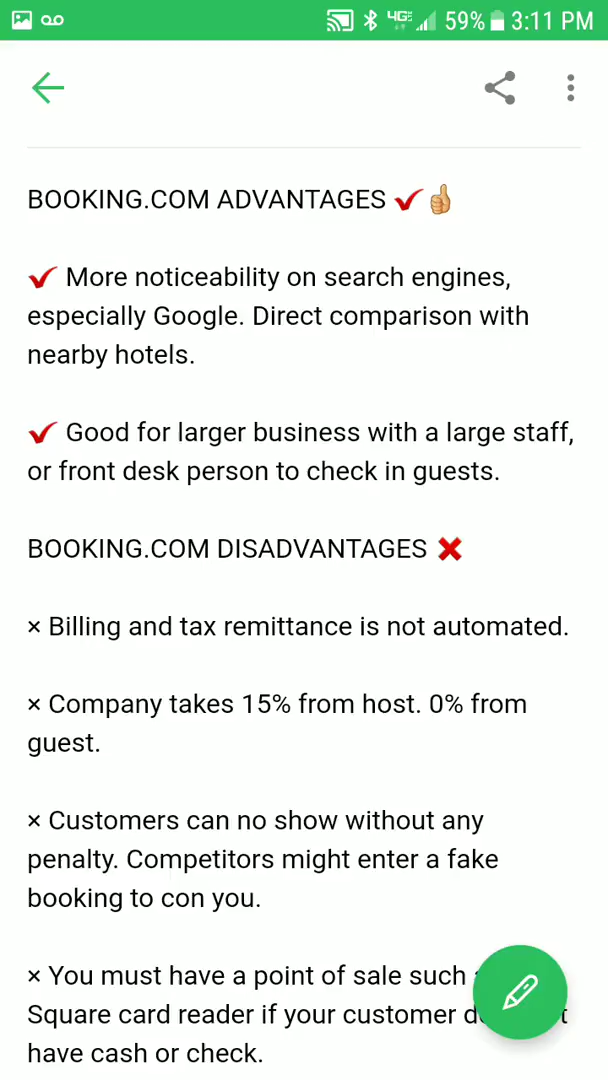 4G 59% 3:11 PM
BOOKING.COM ADVANTAGES ✔👍
✔ More noticeability on search engines,
especially Google. Direct comparison with
nearby hotels.
✔ Good for larger business with a large staff,
or front desk person to check in guests.
BOOKING.COM DISADVANTAGES ❌
× Billing and tax remittance is not automated.
× Company takes 15% from host. 0% from
guest.
× Customers can no show without any
penalty. Competitors might enter a fake
booking to con you.
× You must have a point of sale such
Square card reader if your customer
have cash or check.